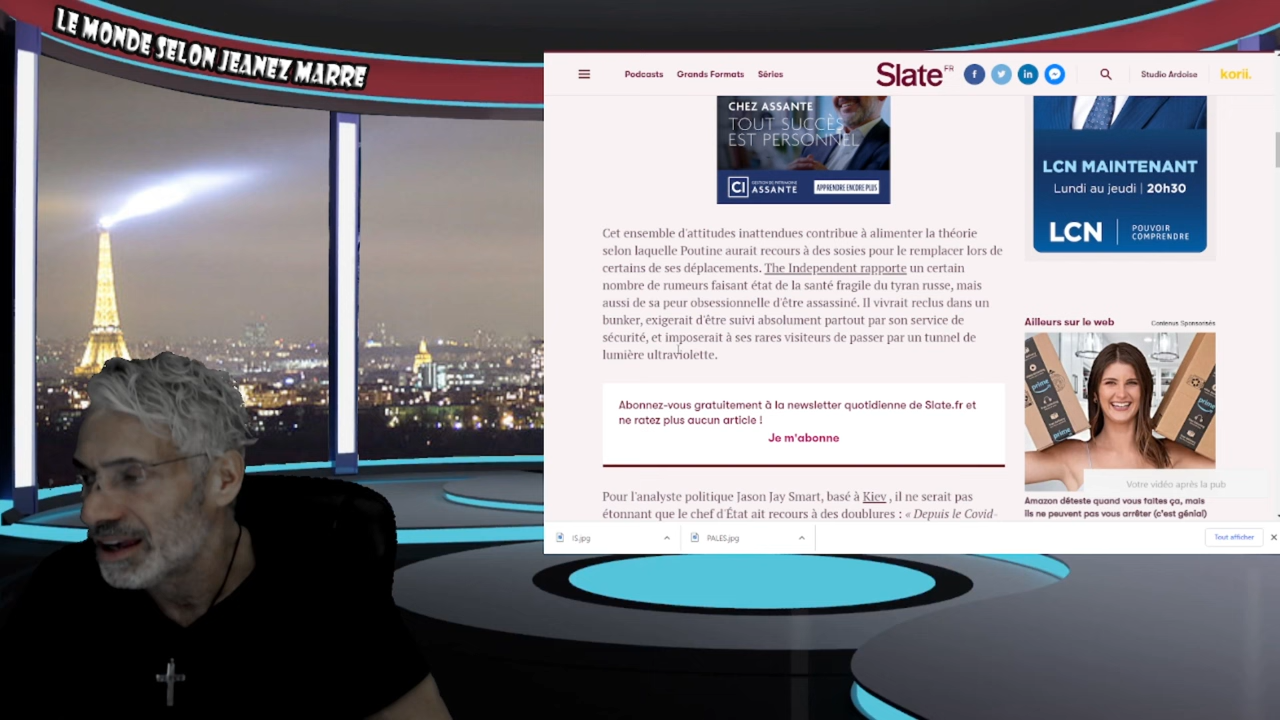 LE MONDE SELON JEANEZ MARRE
Podcasts Grands Formats Séries
Slate FR
f
in
Studio Ardoise
korii.
CHEZ ASSANTE
TOUT SUCCÈS
EST PERSONNEL
CI ASSANTE
APPRENDRE ENCORE PLUS
LCN MAINTENANT
Lundi au jeudi | 20h30
LCN
POUVOIR
COMPRENDRE
Cet ensemble d'attitudes inattendues contribue à alimenter la théorie
selon laquelle Poutine aurait recours à des sosies pour le remplacer lors de
certains de ses déplacements. The Independent rapporte un certain
nombre de rumeurs faisant état de la santé fragile du tyran russe, mais
aussi de sa peur obsessionnelle d'être assassiné. Il vivrait reclus dans un
bunker, exigerait d'être suivi absolument partout par son service de
sécurité, et imposerait à ses rares visiteurs de passer par un tunnel de
lumière ultraviolette.
Abonnez-vous gratuitement à la newsletter quotidienne de Slate.fr et
ne ratez plus aucun article !
Je m'abonne
Pour l'analyste politique Jason Jay Smart, basé à Kiev , il ne serait pas
étonnant que le chef d'État ait recours à des doublures : « Depuis le Covid-
Ailleurs sur le web
Contenus Sponsorisés
prime
prime
Votre vidéo après la pub
Amazon déteste quand vous faites ça, mais
ils ne peuvent pas vous arrêter (c'est génial)
IS.jpg
PALES.jpg
Tout afficher